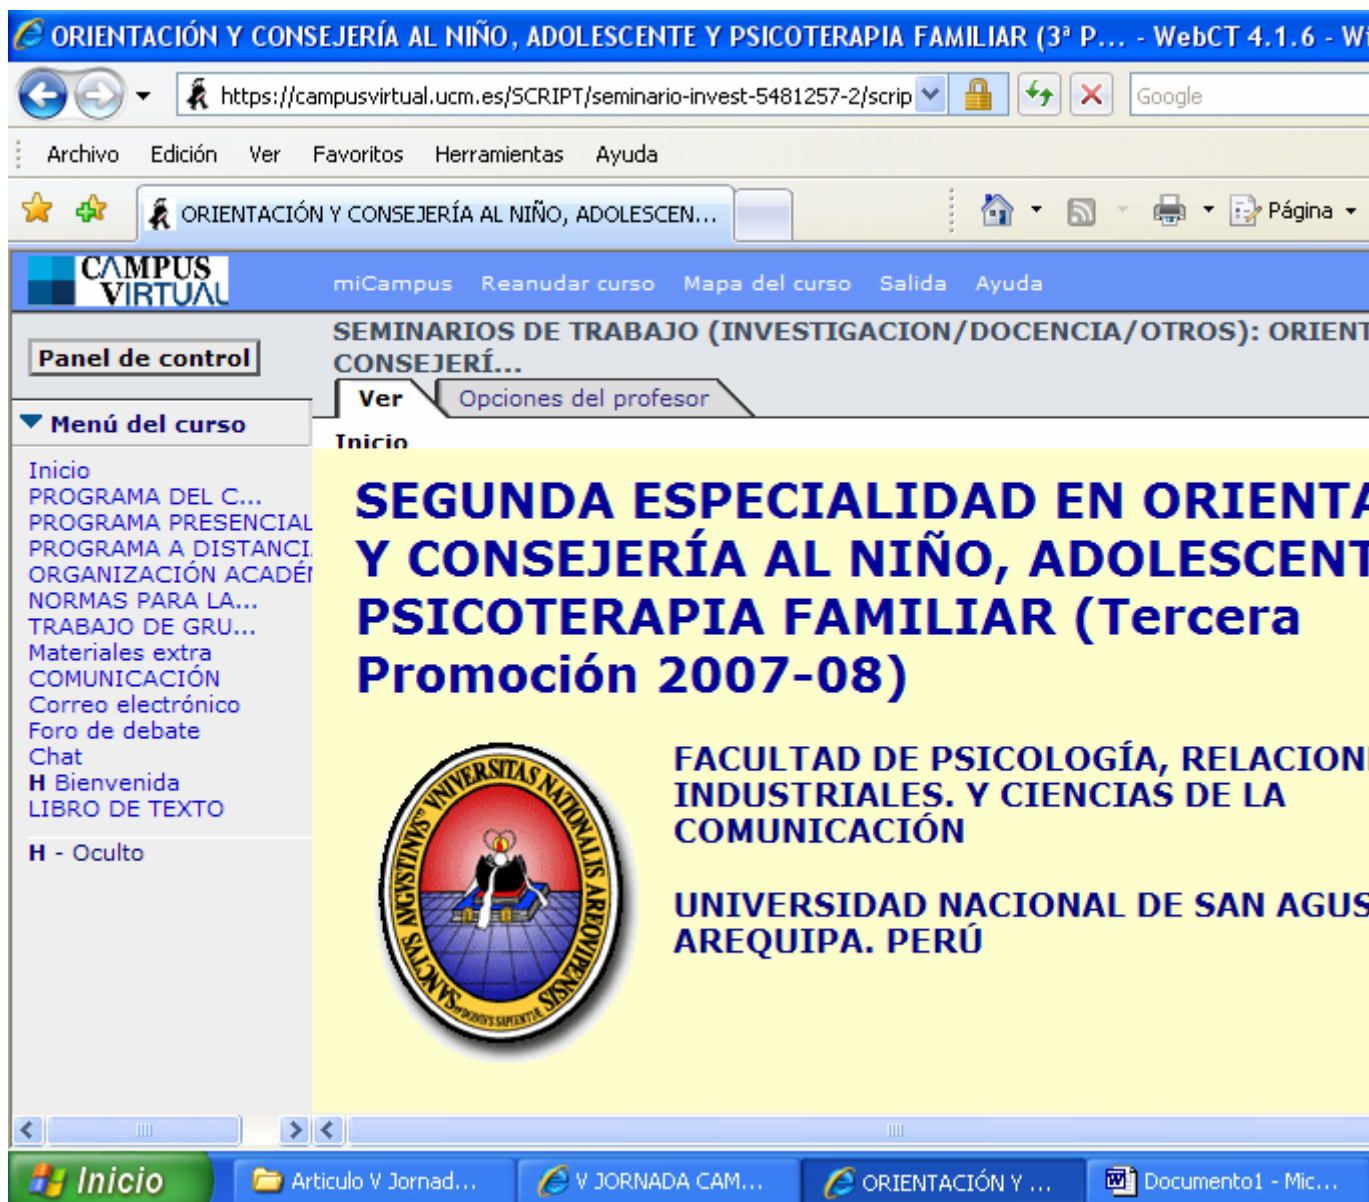 ORIENTACIÓN Y CONSEJERÍA AL NIÑO, ADOLESCENTE Y PSICOTERAPIA FAMILIAR (3ª P... - WebCT 4.1.6 - Wi
https://campusvirtual.ucm.es/SCRIPT/seminario-invest-5481257-2/scrip
Google
Archivo Edición Ver Favoritos Herramientas Ayuda
ORIENTACIÓN Y CONSEJERÍA AL NIÑO, ADOLESCEN...
Página
CAMPUS
VIRTUAL
miCampus Reanudar curso Mapa del curso Salida Ayuda
Panel de control
SEMINARIOS DE TRABAJO (INVESTIGACION/DOCENCIA/OTROS): ORIENT
CONSEJERÍ...
Ver Opciones del profesor
Menú del curso
Inicio
Inicio
PROGRAMA DEL C...
PROGRAMA PRESENCIAL
PROGRAMA A DISTANCI
ORGANIZACIÓN ACADÉ
NORMAS PARA LA...
TRABAJO DE GRU...
Materiales extra
COMUNICACIÓN
Correo electrónico
Foro de debate
Chat
H Bienvenida
LIBRO DE TEXTO
H - Oculto
SEGUNDA ESPECIALIDAD EN ORIENTA
Y CONSEJERÍA AL NIÑO, ADOLESCENT
PSICOTERAPIA FAMILIAR (Tercera
Promoción 2007-08)
SANCTVS AVGVSTINVS VNIVERSITAS NATIONALIS AREQVIPENSIS
FACULTAD DE PSICOLOGÍA, RELACION
INDUSTRIALES. Y CIENCIAS DE LA
COMUNICACIÓN
UNIVERSIDAD NACIONAL DE SAN AGUS
AREQUIPA. PERÚ
Inicio
Articulo V Jornad...
V JORNADA CAM...
ORIENTACIÓN Y ...
Documento1 - Mic...